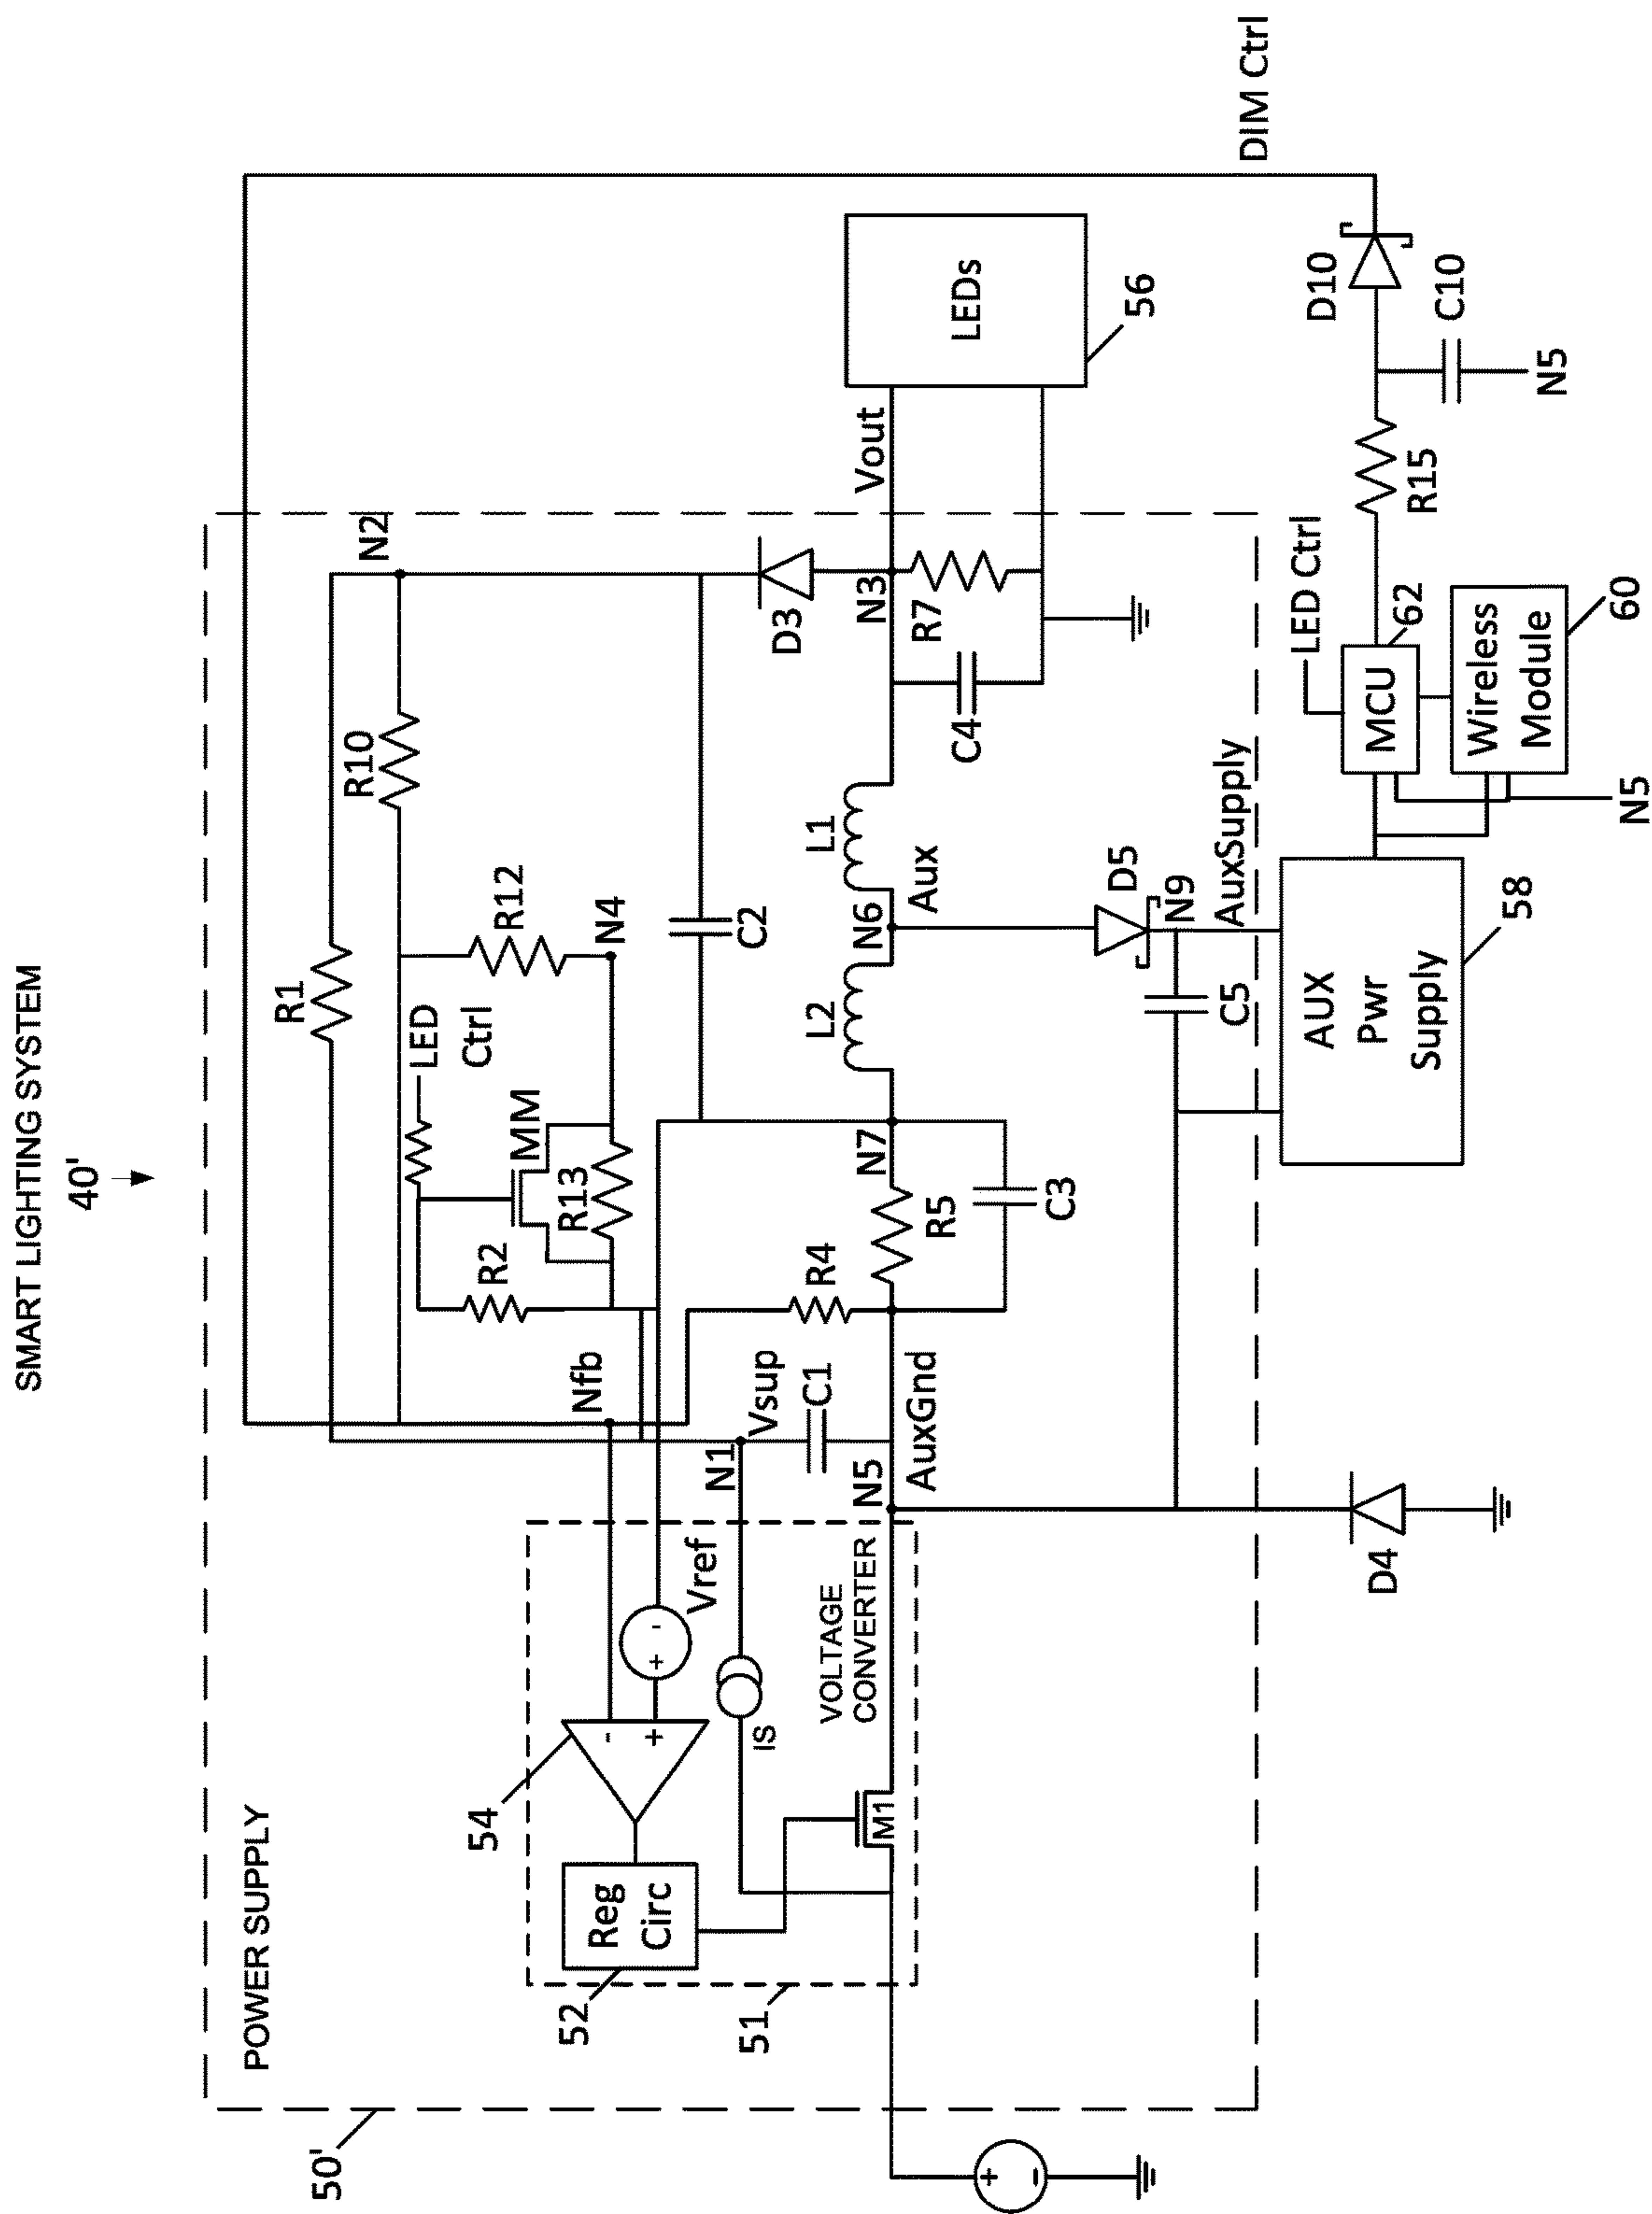 SMART LIGHTING SYSTEM
40'
POWER SUPPLY
50'
R1
N2
R10
R12
LED
Ctrl
N4
MM
R13
R2
Nfb
C2
D3
DIM Ctrl
54
-
+
Reg
Circ
52
51
+
-
Vref
IS
N1
Vsup
C1
R4
VOLTAGE
CONVERTER
M1
N5
AuxGnd
R5
N7
C3
L2
N6
Aux
L1
C4
N3
R7
Vout
LEDs
56
+
-
D4
D5
N9
C5
AuxSupply
AUX
Pwr
Supply
58
LED Ctrl
MCU
62
Wireless
Module
60
N5
R15
D10
C10
N5